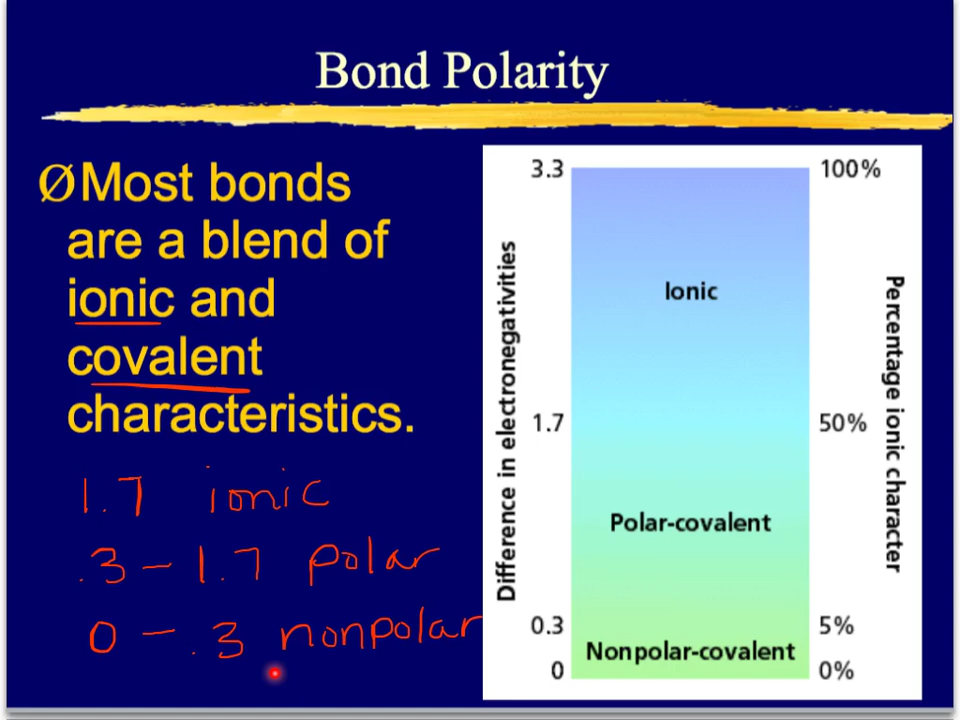 Bond Polarity
ØMost bonds
are a blend of
ionic and
covalent
characteristics.
1.7 ionic
.3 – 1.7 polar
0 – .3 nonpolar
Difference in electronegativities
3.3
1.7
0.3
0
Ionic
Polar-covalent
Nonpolar-covalent
100%
50%
5%
0%
Percentage ionic character